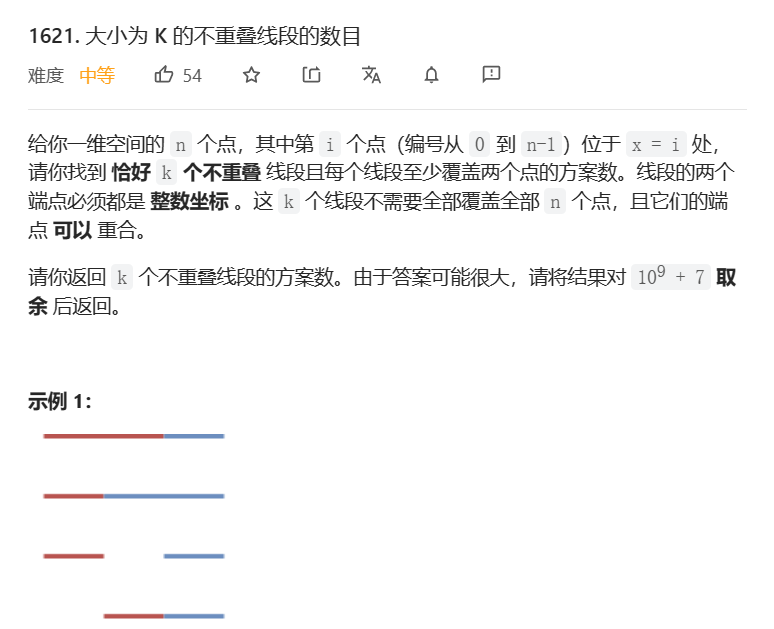 1621. 大小为 K 的不重叠线段的数目
难度 中等 54
给你一维空间的 n 个点，其中第 i 个点（编号从 0 到 n-1）位于 x = i 处，
请你找到 恰好 k 个不重叠 线段且每个线段至少覆盖两个点的方案数。线段的两个
端点必须都是 整数坐标 。这 k 个线段不需要全部覆盖全部 n 个点，且它们的端
点 可以 重合。
请你返回 k 个不重叠线段的方案数。由于答案可能很大，请将结果对 10⁹ + 7 取
余 后返回。
示例 1：